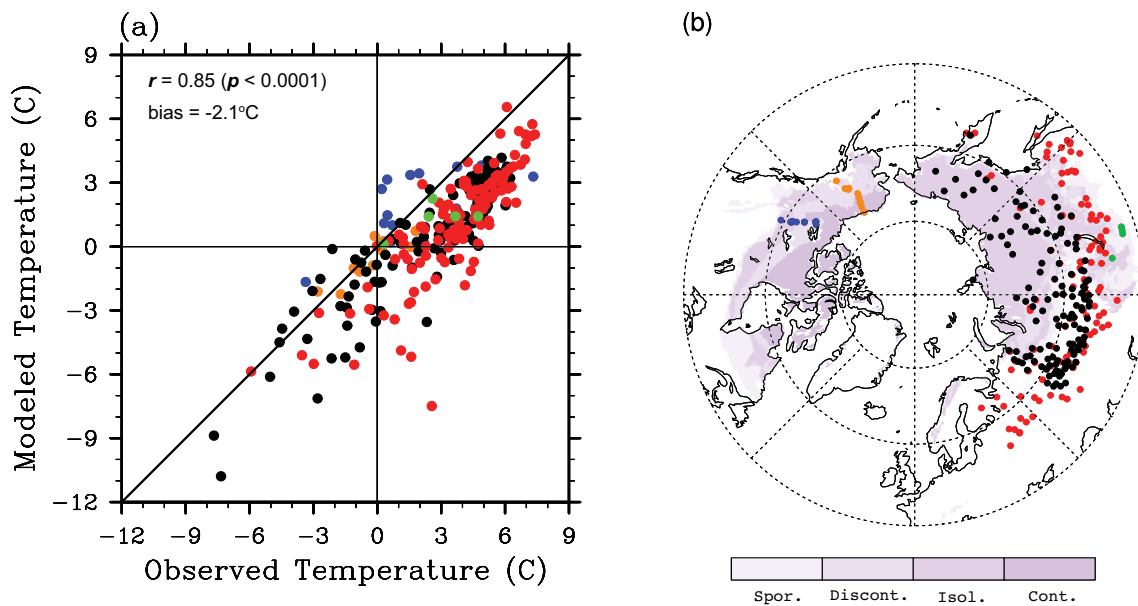 (a)
(b)
r = 0.85 (p < 0.0001)
bias = -2.1°C
Modeled Temperature (C)
9
6
3
0
−3
−6
−9
−12
−12 −9 −6 −3 0 3 6 9
Observed Temperature (C)
Spor. Discont. Isol. Cont.